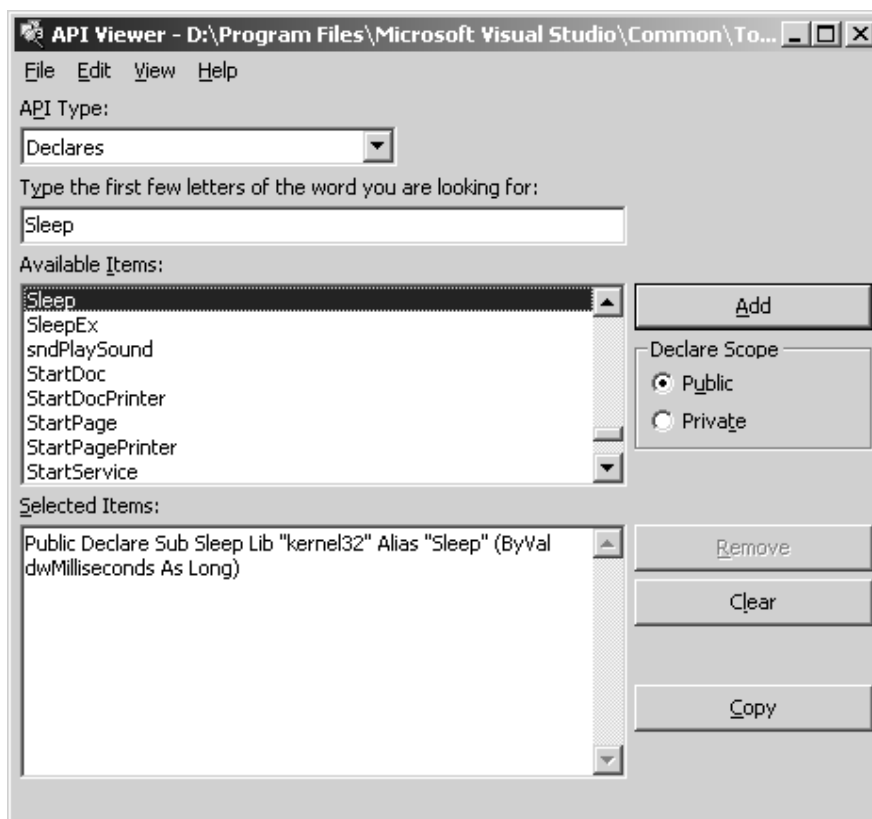 API Viewer - D:\Program Files\Microsoft Visual Studio\Common\To...
File Edit View Help
API Type:
Declares
Type the first few letters of the word you are looking for:
Sleep
Available Items:
Sleep
SleepEx
sndPlaySound
StartDoc
StartDocPrinter
StartPage
StartPagePrinter
StartService
Add
Declare Scope
Public
Private
Selected Items:
Public Declare Sub Sleep Lib "kernel32" Alias "Sleep" (ByVal
dwMilliseconds As Long)
Remove
Clear
Copy